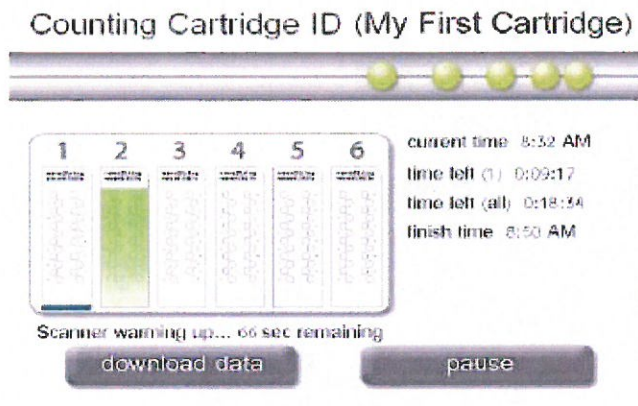 Counting Cartridge ID (My First Cartridge)
1 2 3 4 5 6
current time 8:32 AM
time left (1) 0:09:17
time left (all) 0:18:34
finish time 8:50 AM
Scanner warming up... 66 sec remaining
download data
pause